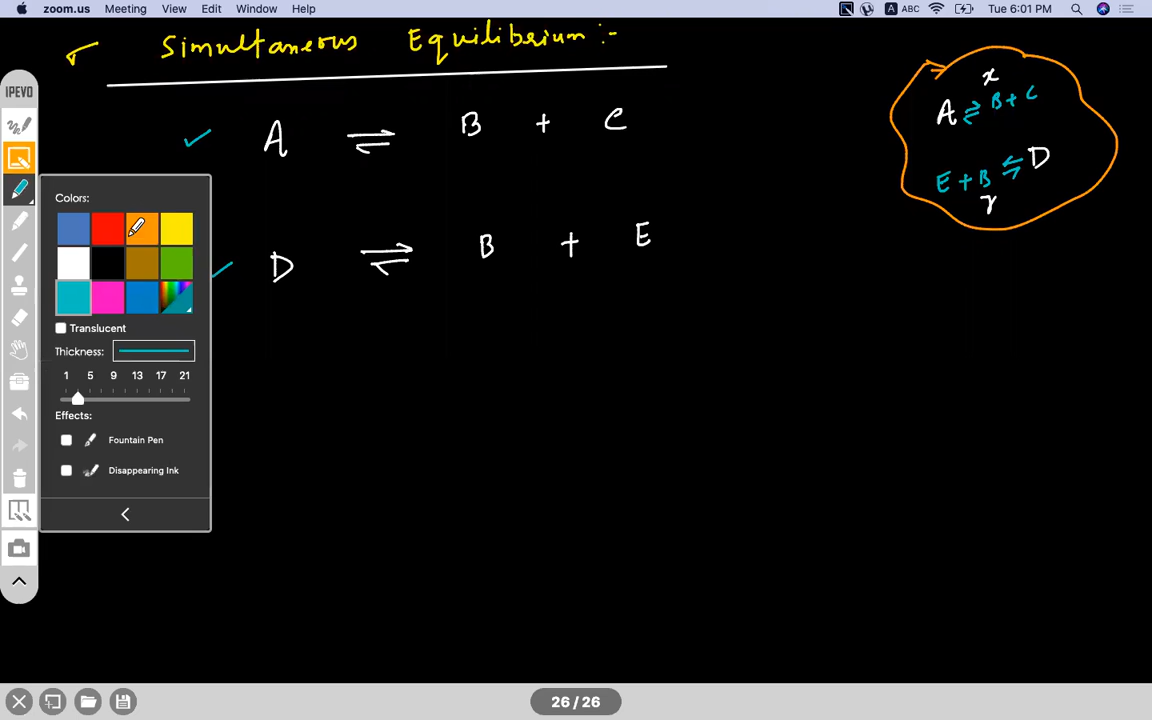 zoom.us Meeting View Edit Window Help A ABC Tue 6:01 PM
Simultaneous Equilibrium :-
IPEVO
A ⇌ B + C
D ⇌ B + E
x
A ⇌ B + C
E + B ⇌ D
y
Colors:
Translucent
Thickness:
1 5 9 13 17 21
Effects:
Fountain Pen
Disappearing Ink
26 / 26